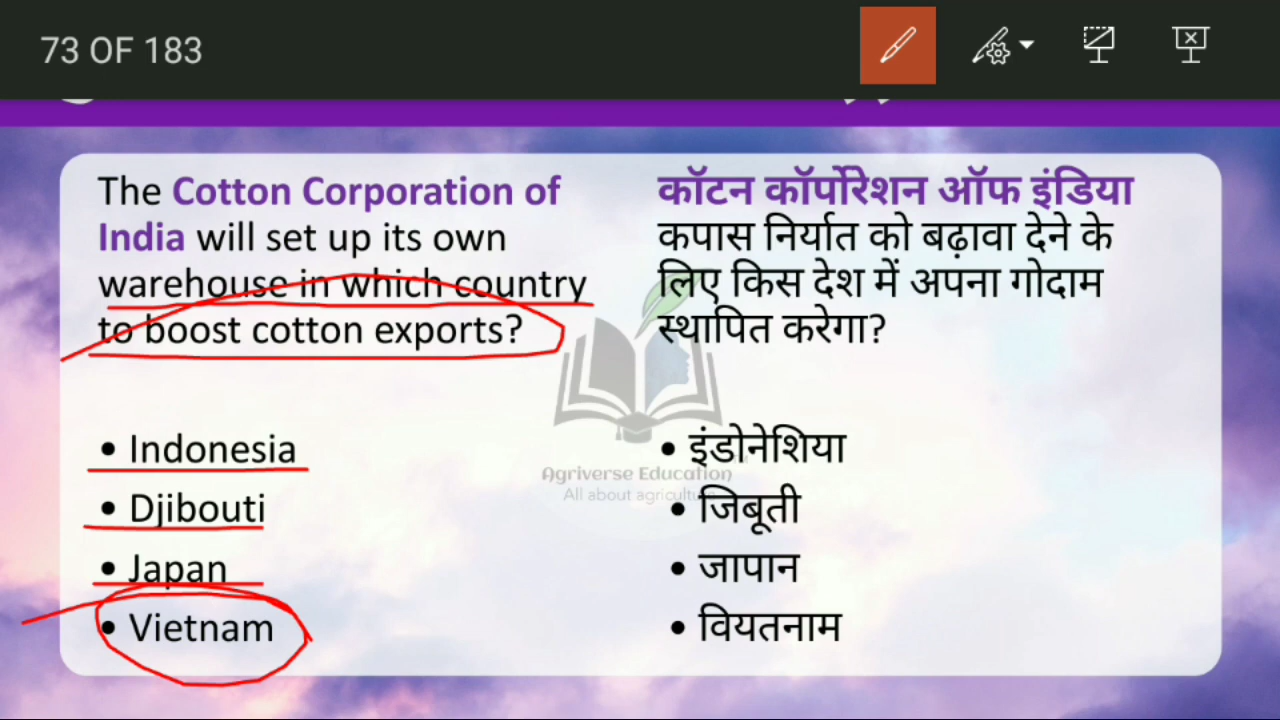 73 OF 183
The Cotton Corporation of
India will set up its own
warehouse in which country
to boost cotton exports?
• Indonesia
• Djibouti
• Japan
• Vietnam
कॉटन कॉर्पोरेशन ऑफ इंडिया
कपास निर्यात को बढ़ावा देने के
लिए किस देश में अपना गोदाम
स्थापित करेगा?
• इंडोनेशिया
• जिबूती
• जापान
• वियतनाम
Agriverse Education
All about agriculture